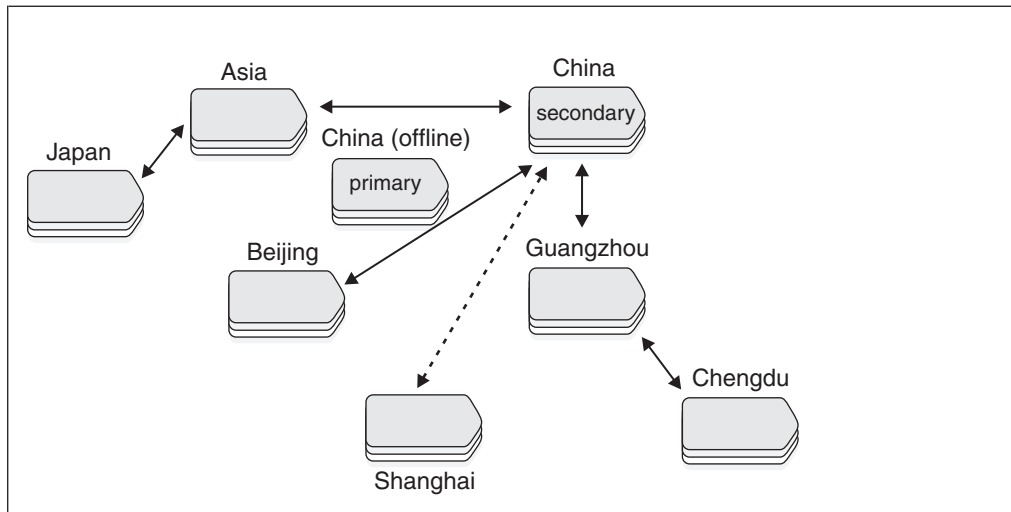 Asia
China
secondary
China (offline)
Japan
primary
Beijing
Guangzhou
Chengdu
Shanghai